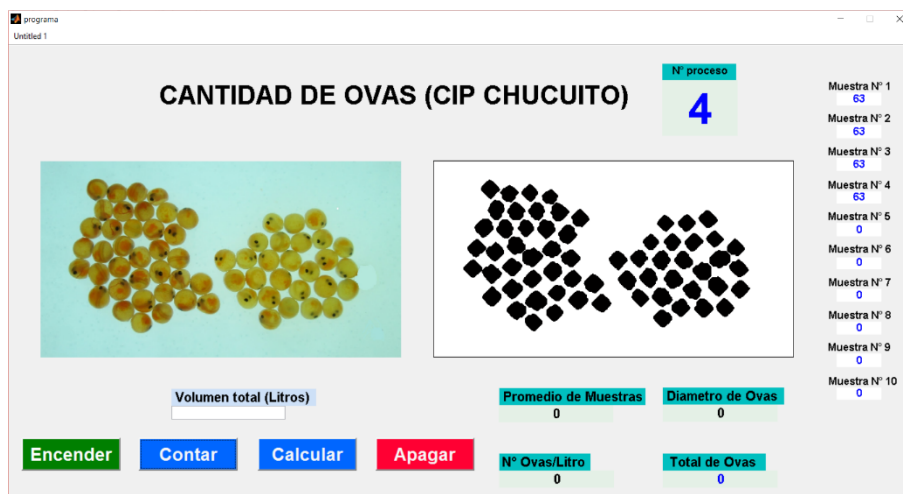 programa
Untitled 1
CANTIDAD DE OVAS (CIP CHUCUITO)
N° proceso
4
Muestra N° 1
63
Muestra N° 2
63
Muestra N° 3
63
Muestra N° 4
63
Muestra N° 5
0
Muestra N° 6
0
Muestra N° 7
0
Muestra N° 8
0
Muestra N° 9
0
Muestra N° 10
0
Volumen total (Litros)
Promedio de Muestras
0
Diametro de Ovas
0
Encender
Contar
Calcular
Apagar
N° Ovas/Litro
0
Total de Ovas
0